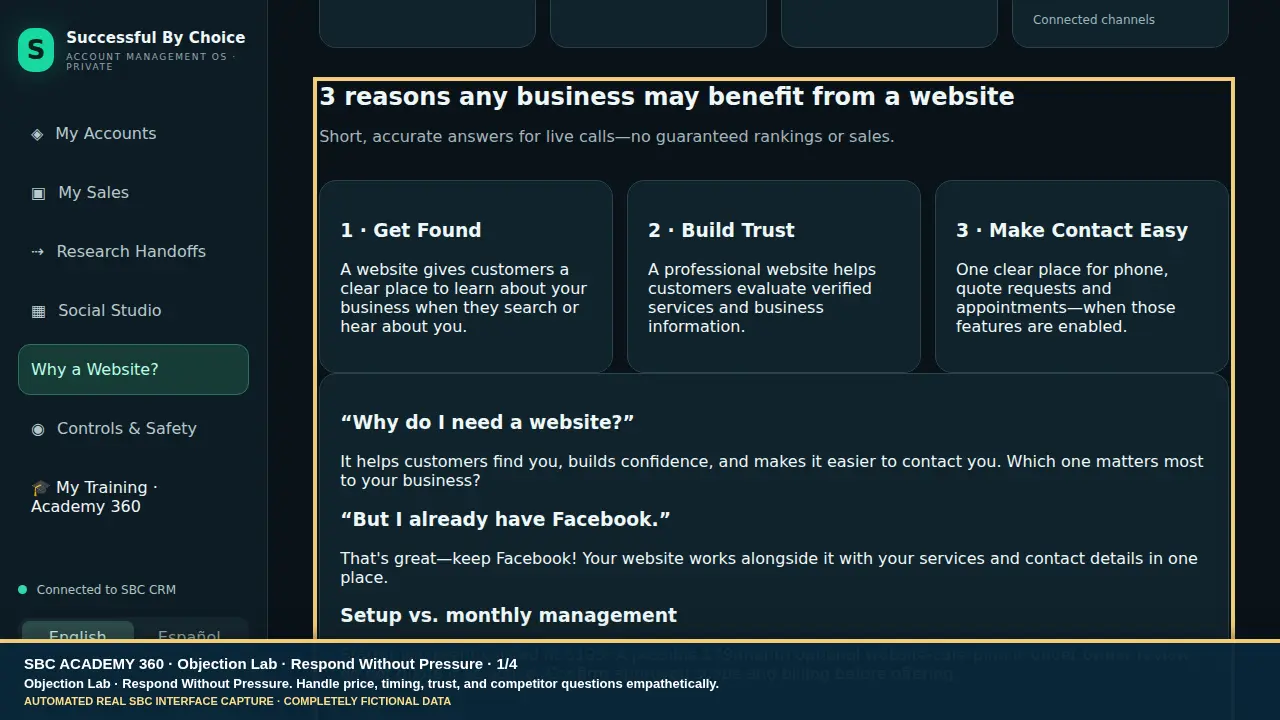 S
Successful By Choice
ACCOUNT MANAGEMENT OS ·
PRIVATE
◈ My Accounts
▣ My Sales
⇢ Research Handoffs
▦ Social Studio
Why a Website?
◉ Controls & Safety
🎓 My Training ·
Academy 360
Connected to SBC CRM
English Español
Connected channels
3 reasons any business may benefit from a website
Short, accurate answers for live calls—no guaranteed rankings or sales.
1 · Get Found
A website gives customers a
clear place to learn about your
business when they search or
hear about you.
2 · Build Trust
A professional website helps
customers evaluate verified
services and business
information.
3 · Make Contact Easy
One clear place for phone,
quote requests and
appointments—when those
features are enabled.
“Why do I need a website?”
It helps customers find you, builds confidence, and makes it easier to contact you. Which one matters most
to your business?
“But I already have Facebook.”
That's great—keep Facebook! Your website works alongside it with your services and contact details in one
place.
Setup vs. monthly management
SBC ACADEMY 360 · Objection Lab · Respond Without Pressure · 1/4
Objection Lab · Respond Without Pressure. Handle price, timing, trust, and competitor questions empathetically.
AUTOMATED REAL SBC INTERFACE CAPTURE · COMPLETELY FICTIONAL DATA